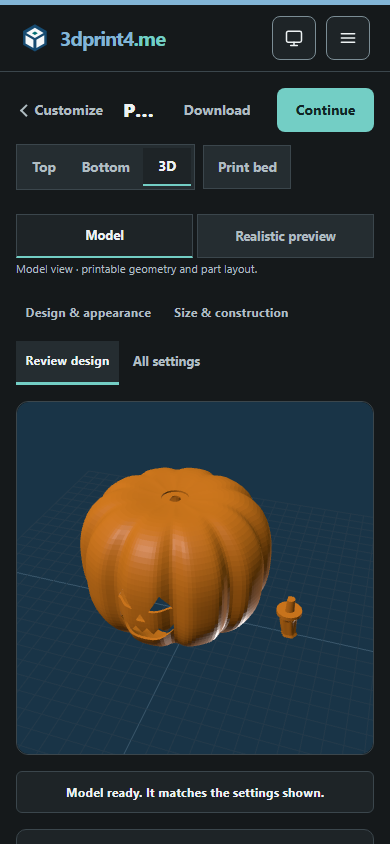 3dprint4.me
Customize P... Download Continue
Top Bottom 3D Print bed
Model Realistic preview
Model view · printable geometry and part layout.
Design & appearance Size & construction
Review design All settings
Model ready. It matches the settings shown.